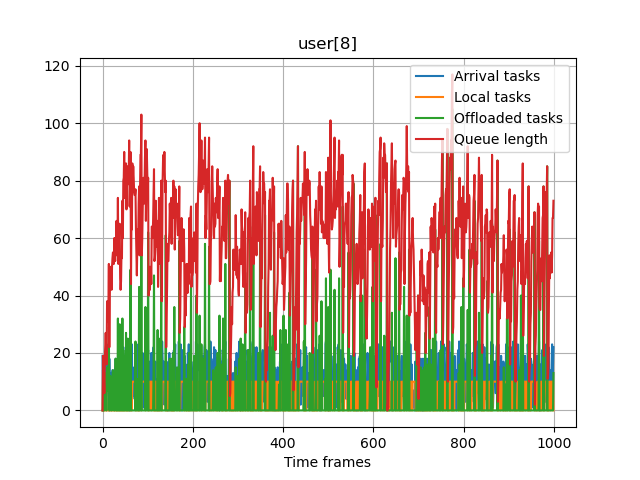 user[8]
120
100
80
60
40
20
0
Arrival tasks
Local tasks
Offloaded tasks
Queue length
0 200 400 600 800 1000
Time frames